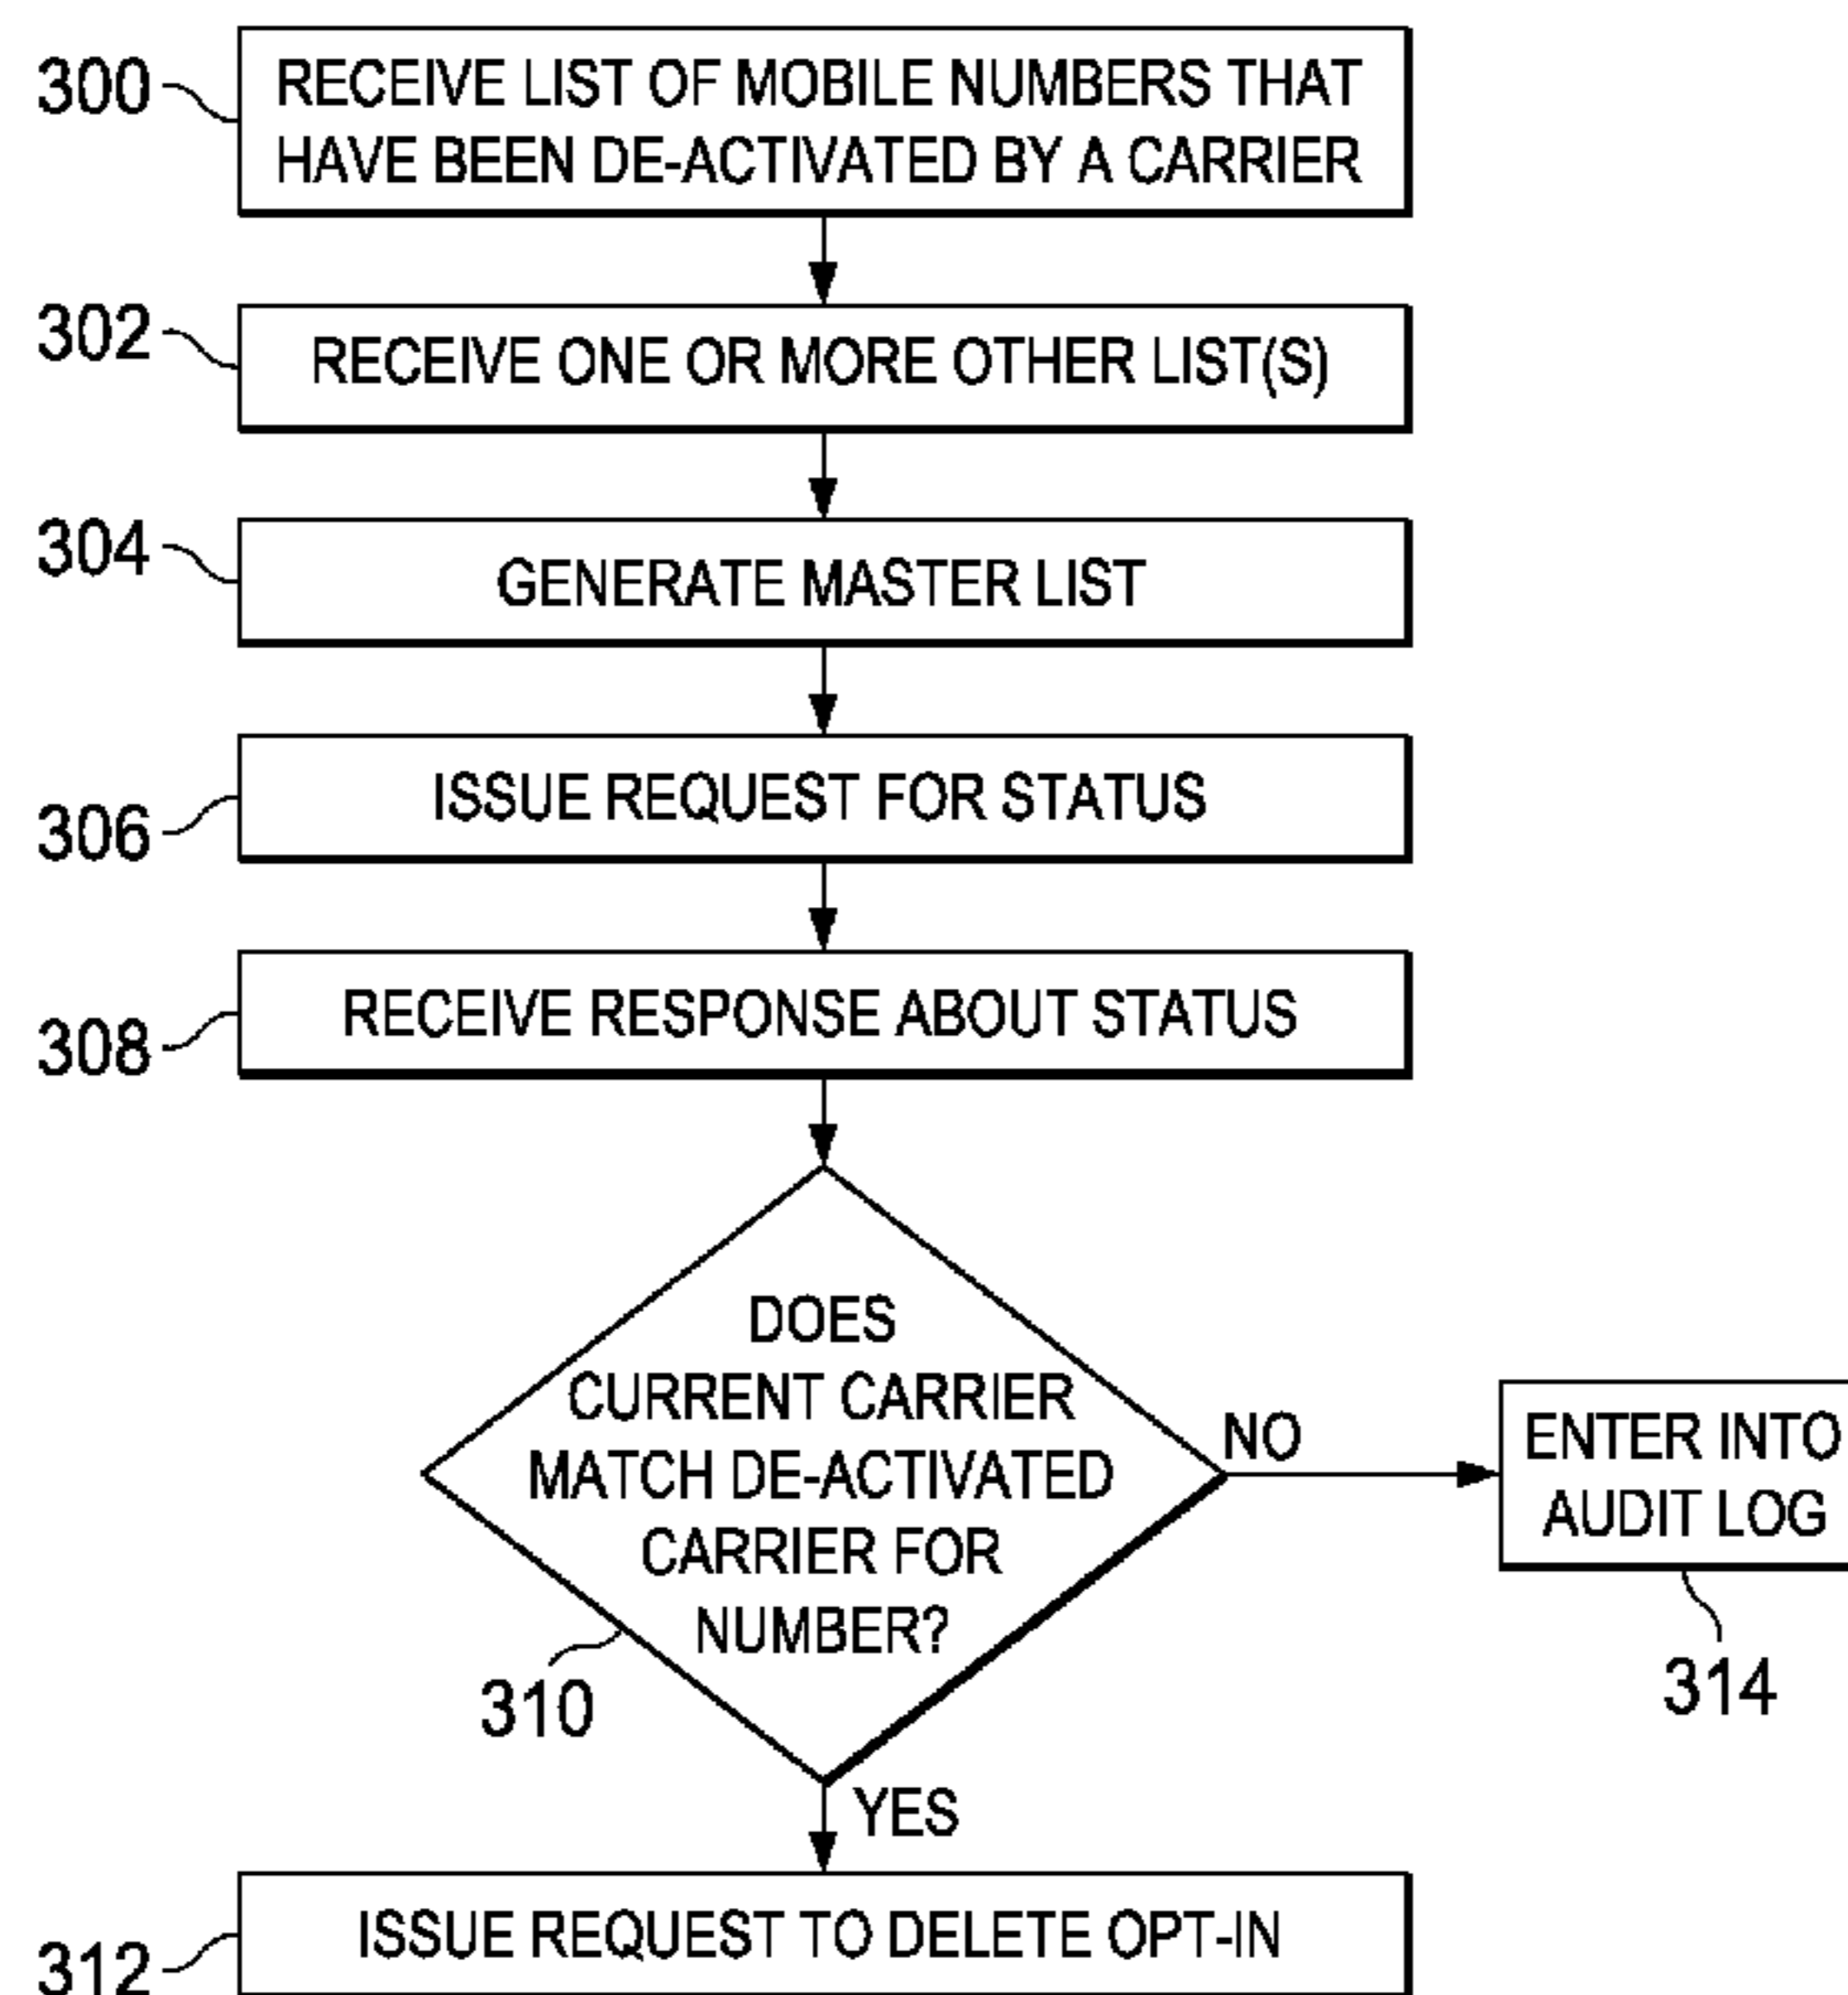 300
RECEIVE LIST OF MOBILE NUMBERS THAT
HAVE BEEN DE-ACTIVATED BY A CARRIER
302
RECEIVE ONE OR MORE OTHER LIST(S)
304
GENERATE MASTER LIST
306
ISSUE REQUEST FOR STATUS
308
RECEIVE RESPONSE ABOUT STATUS
DOES
CURRENT CARRIER
MATCH DE-ACTIVATED
CARRIER FOR
NUMBER?
310
NO
ENTER INTO
AUDIT LOG
314
YES
312
ISSUE REQUEST TO DELETE OPT-IN